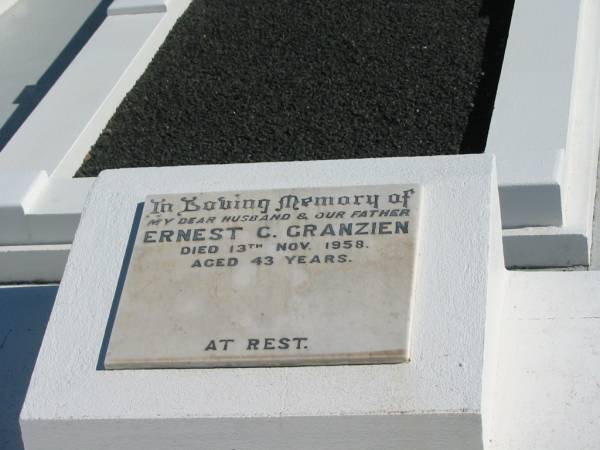 In Loving Memory of
MY DEAR HUSBAND & OUR FATHER
ERNEST C. GRANZIEN
DIED 13TH NOV. 1958.
AGED 43 YEARS.
AT REST.